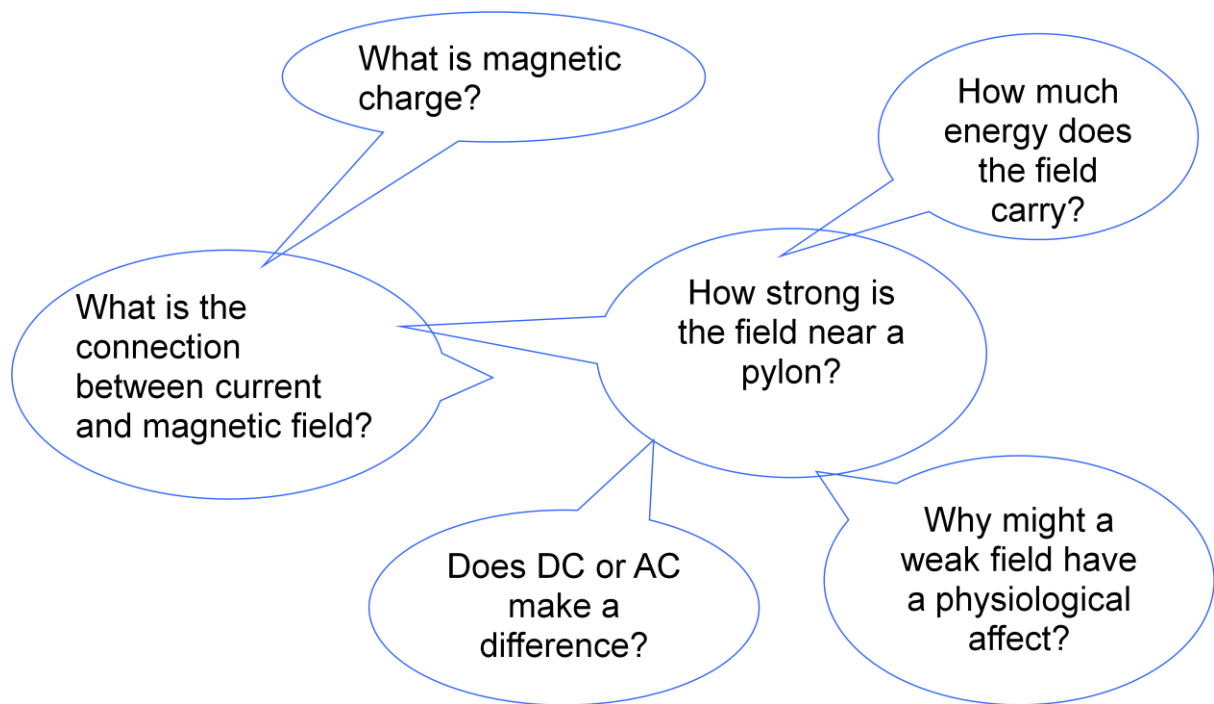 What is magnetic
charge?
How much
energy does
the field
carry?
What is the
connection
between current
and magnetic field?
How strong is
the field near a
pylon?
Does DC or AC
make a
difference?
Why might a
weak field have
a physiological
affect?